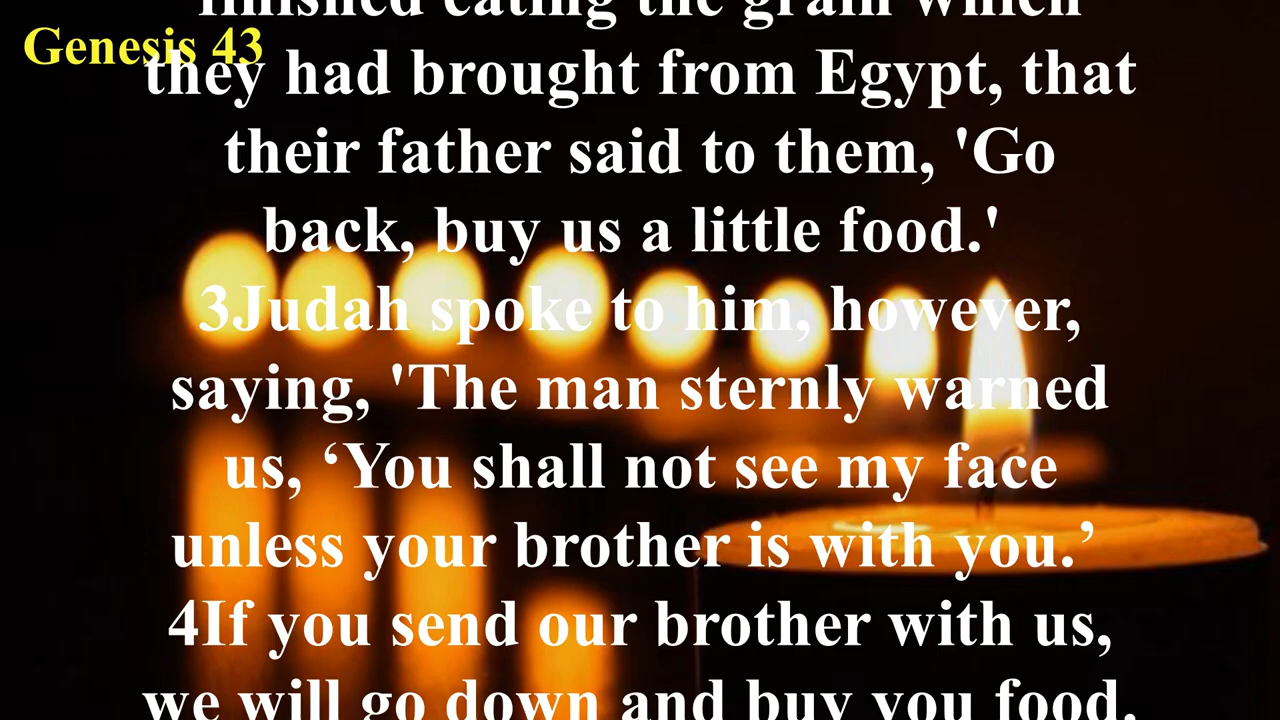 finished eating the grain which
Genesis 43
they had brought from Egypt, that
their father said to them, 'Go
back, buy us a little food.'
3Judah spoke to him, however,
saying, 'The man sternly warned
us, ‘You shall not see my face
unless your brother is with you.’
4If you send our brother with us,
we will go down and buy you food.